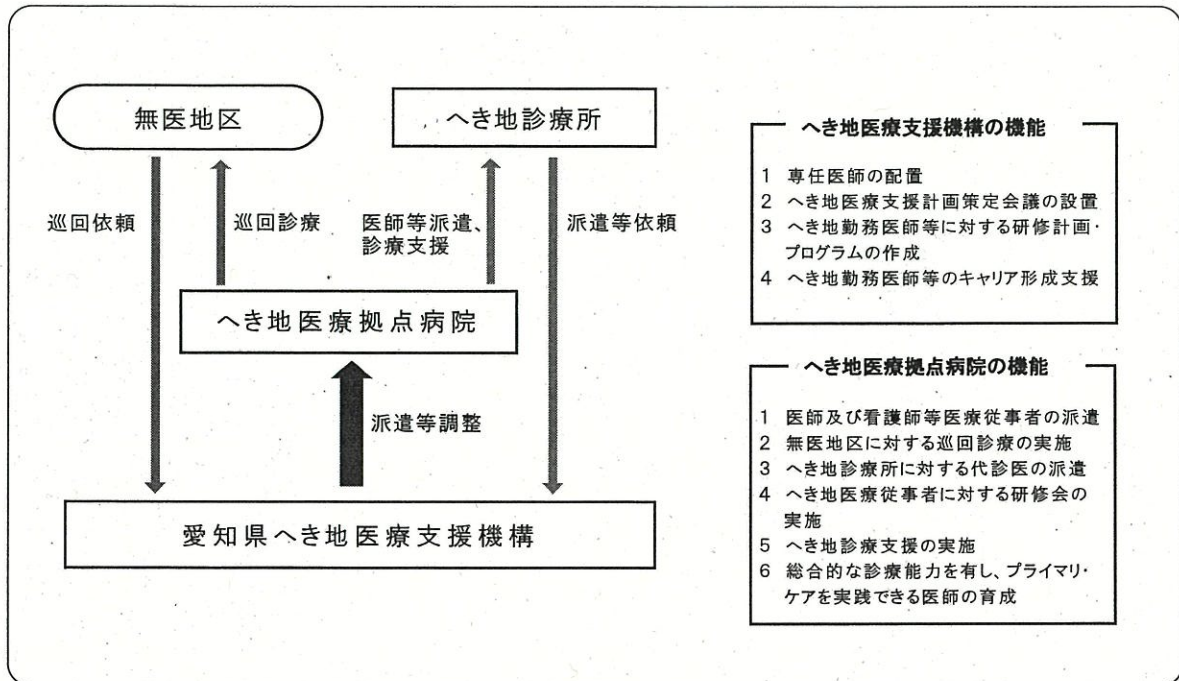 無医地区
へき地診療所
巡回依頼
巡回診療
医師等派遣、
診療支援
派遣等依頼
へき地医療拠点病院
派遣等調整
愛知県へき地医療支援機構
へき地医療支援機構の機能
1 専任医師の配置
2 へき地医療支援計画策定会議の設置
3 へき地勤務医師等に対する研修計画・
プログラムの作成
4 へき地勤務医師等のキャリア形成支援
へき地医療拠点病院の機能
1 医師及び看護師等医療従事者の派遣
2 無医地区に対する巡回診療の実施
3 へき地診療所に対する代診医の派遣
4 へき地医療従事者に対する研修会の
実施
5 へき地診療支援の実施
6 総合的な診療能力を有し、プライマリ・
ケアを実践できる医師の育成